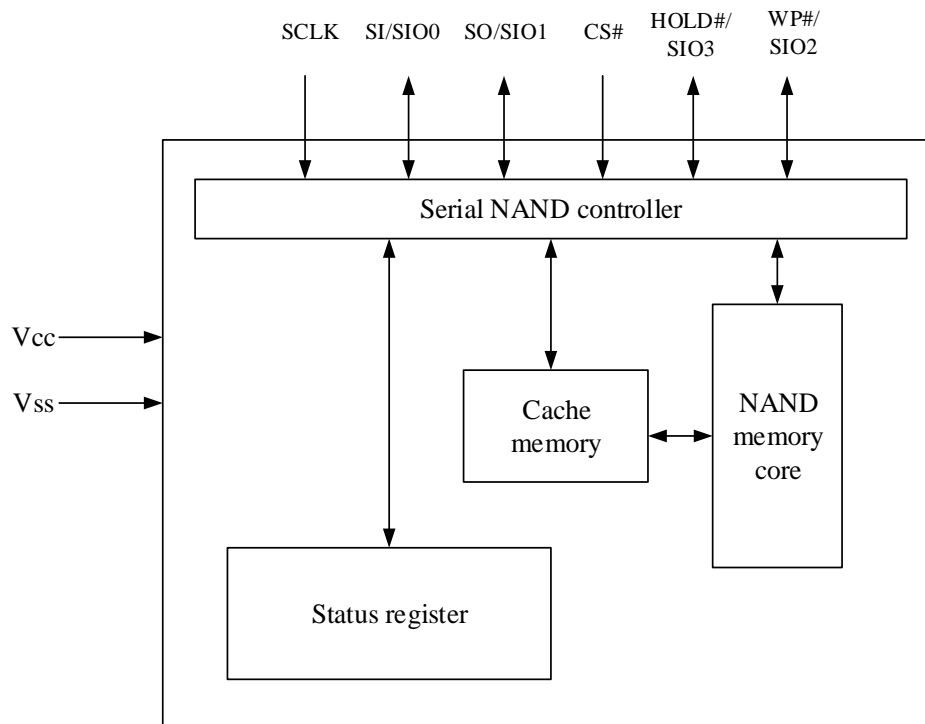 SCLK
SI/SIO0
SO/SIO1
CS#
HOLD#/
SIO3
WP#/
SIO2
Serial NAND controller
Vcc
Vss
Cache
memory
NAND
memory
core
Status register